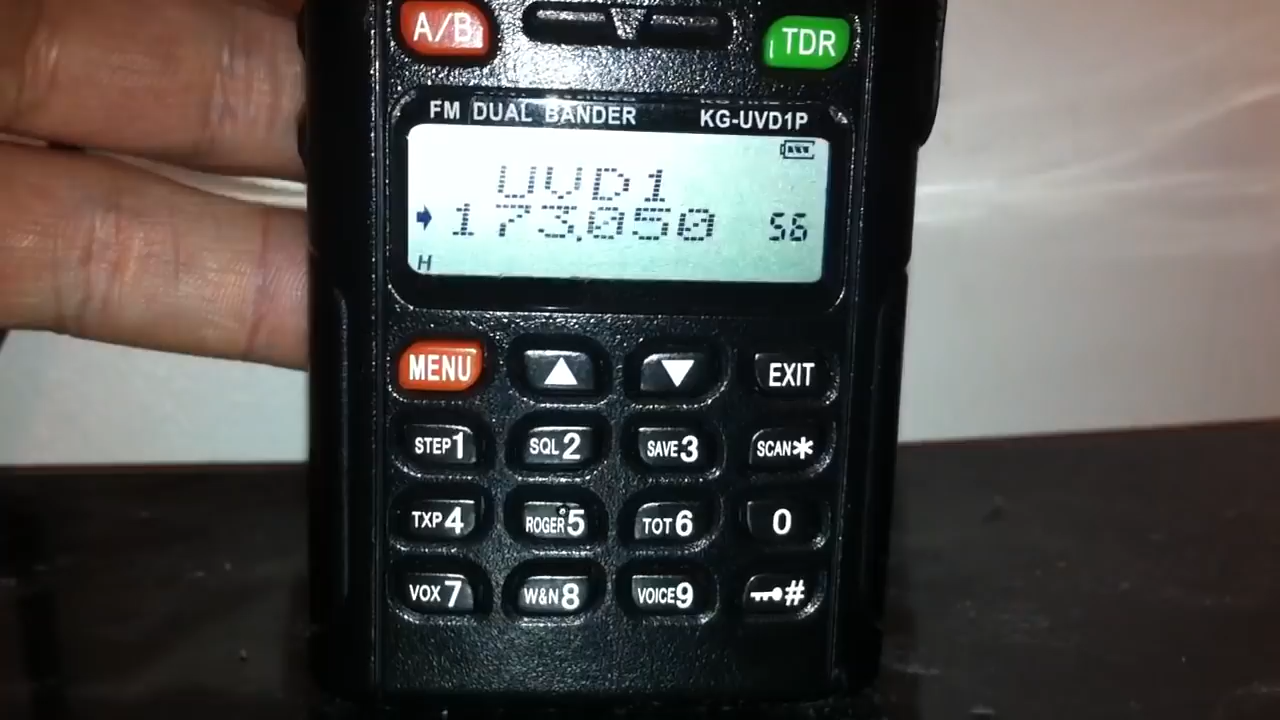 A/B TDR
FM DUAL BANDER KG-UVD1P
UVD1
173.050 56
H
MENU ▲ ▼ EXIT
STEP1 SQL2 SAVE3 SCAN*
TXP4 ROGER5 TOT6 0
VOX7 W&N8 VOICE9 #